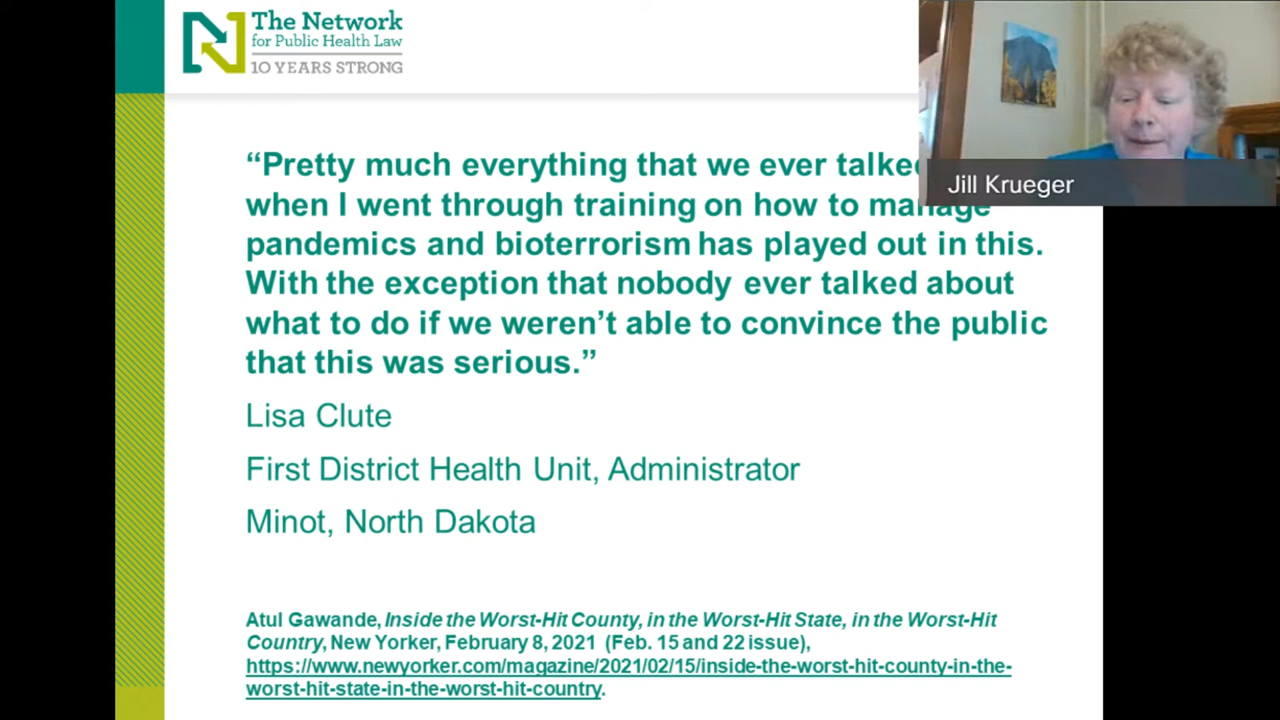 The Network
for Public Health Law
10 YEARS STRONG
Jill Krueger
“Pretty much everything that we ever talke
when I went through training on how to manage
pandemics and bioterrorism has played out in this.
With the exception that nobody ever talked about
what to do if we weren’t able to convince the public
that this was serious.”
Lisa Clute
First District Health Unit, Administrator
Minot, North Dakota
Atul Gawande, Inside the Worst-Hit County, in the Worst-Hit State, in the Worst-Hit
Country, New Yorker, February 8, 2021 (Feb. 15 and 22 issue),
https://www.newyorker.com/magazine/2021/02/15/inside-the-worst-hit-county-in-the-
worst-hit-state-in-the-worst-hit-country.